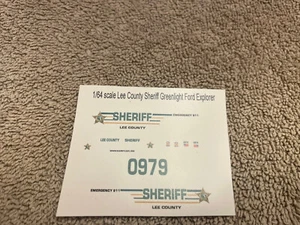 1/64 scale Lee County Sheriff Greenlight Ford Explorer
SHERIFF EMERGENCY 911
LEE COUNTY
LEE COUNTY SHERIFF
0979
EMERGENCY 911 SHERIFF
LEE COUNTY